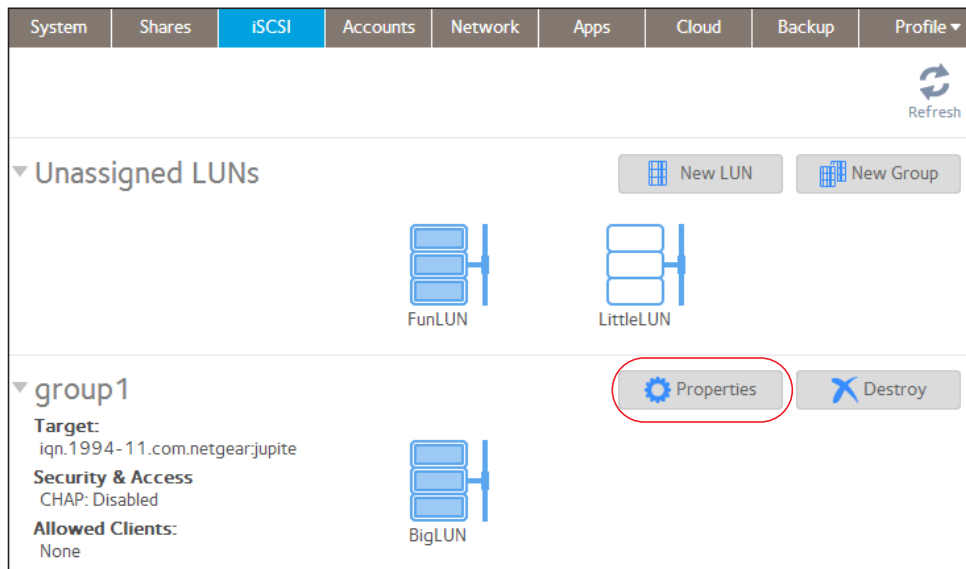 System Shares iSCSI Accounts Network Apps Cloud Backup Profile
Refresh
Unassigned LUNs New LUN New Group
FunLUN LittleLUN
group1 Properties Destroy
Target:
iqn.1994-11.com.netgear:jupite
Security & Access
CHAP: Disabled
Allowed Clients:
None
BigLUN